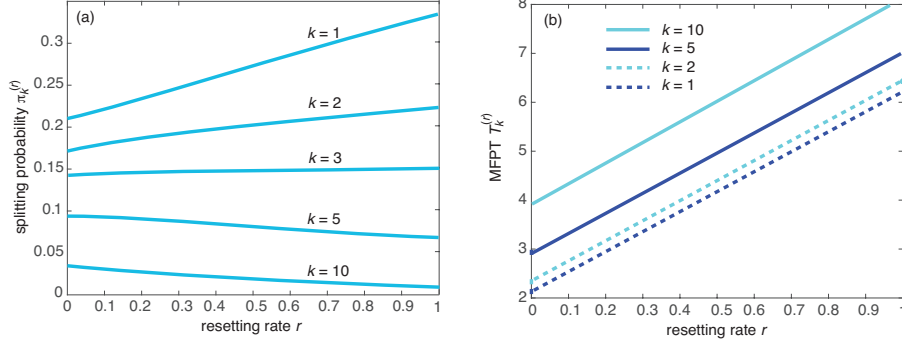 (a)
splitting probability π_k^(r)
0.3
0.25
0.2
0.15
0.1
0.05
0
k = 1
k = 2
k = 3
k = 5
k = 10
0 0.1 0.2 0.3 0.4 0.5 0.6 0.7 0.8 0.9 1
resetting rate r
(b)
MFPT T_k^(r)
8
7
6
5
4
3
2
k = 10
k = 5
k = 2
k = 1
0 0.1 0.2 0.3 0.4 0.5 0.6 0.7 0.8 0.9 1
resetting rate r